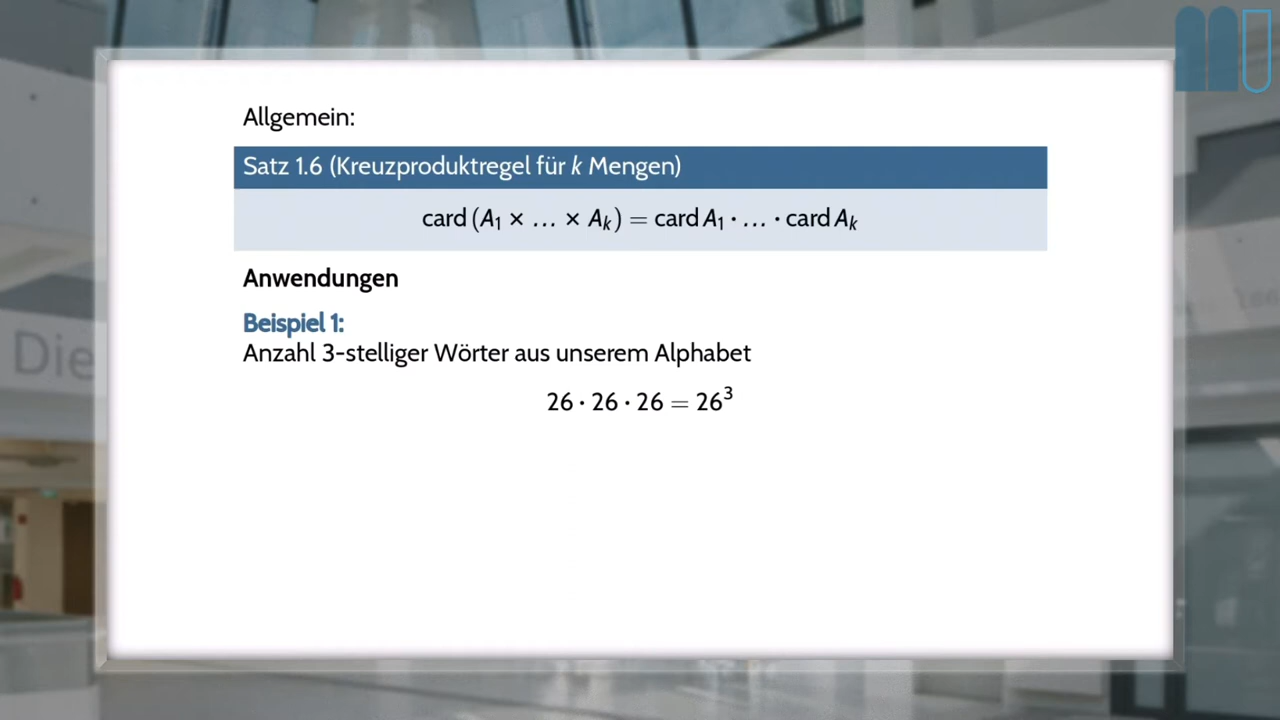 Allgemein:
Satz 1.6 (Kreuzproduktregel für k Mengen)
card (A₁ × … × Aₖ) = card A₁ · … · card Aₖ
Anwendungen
Beispiel 1:
Anzahl 3-stelliger Wörter aus unserem Alphabet
26 · 26 · 26 = 26³
Die